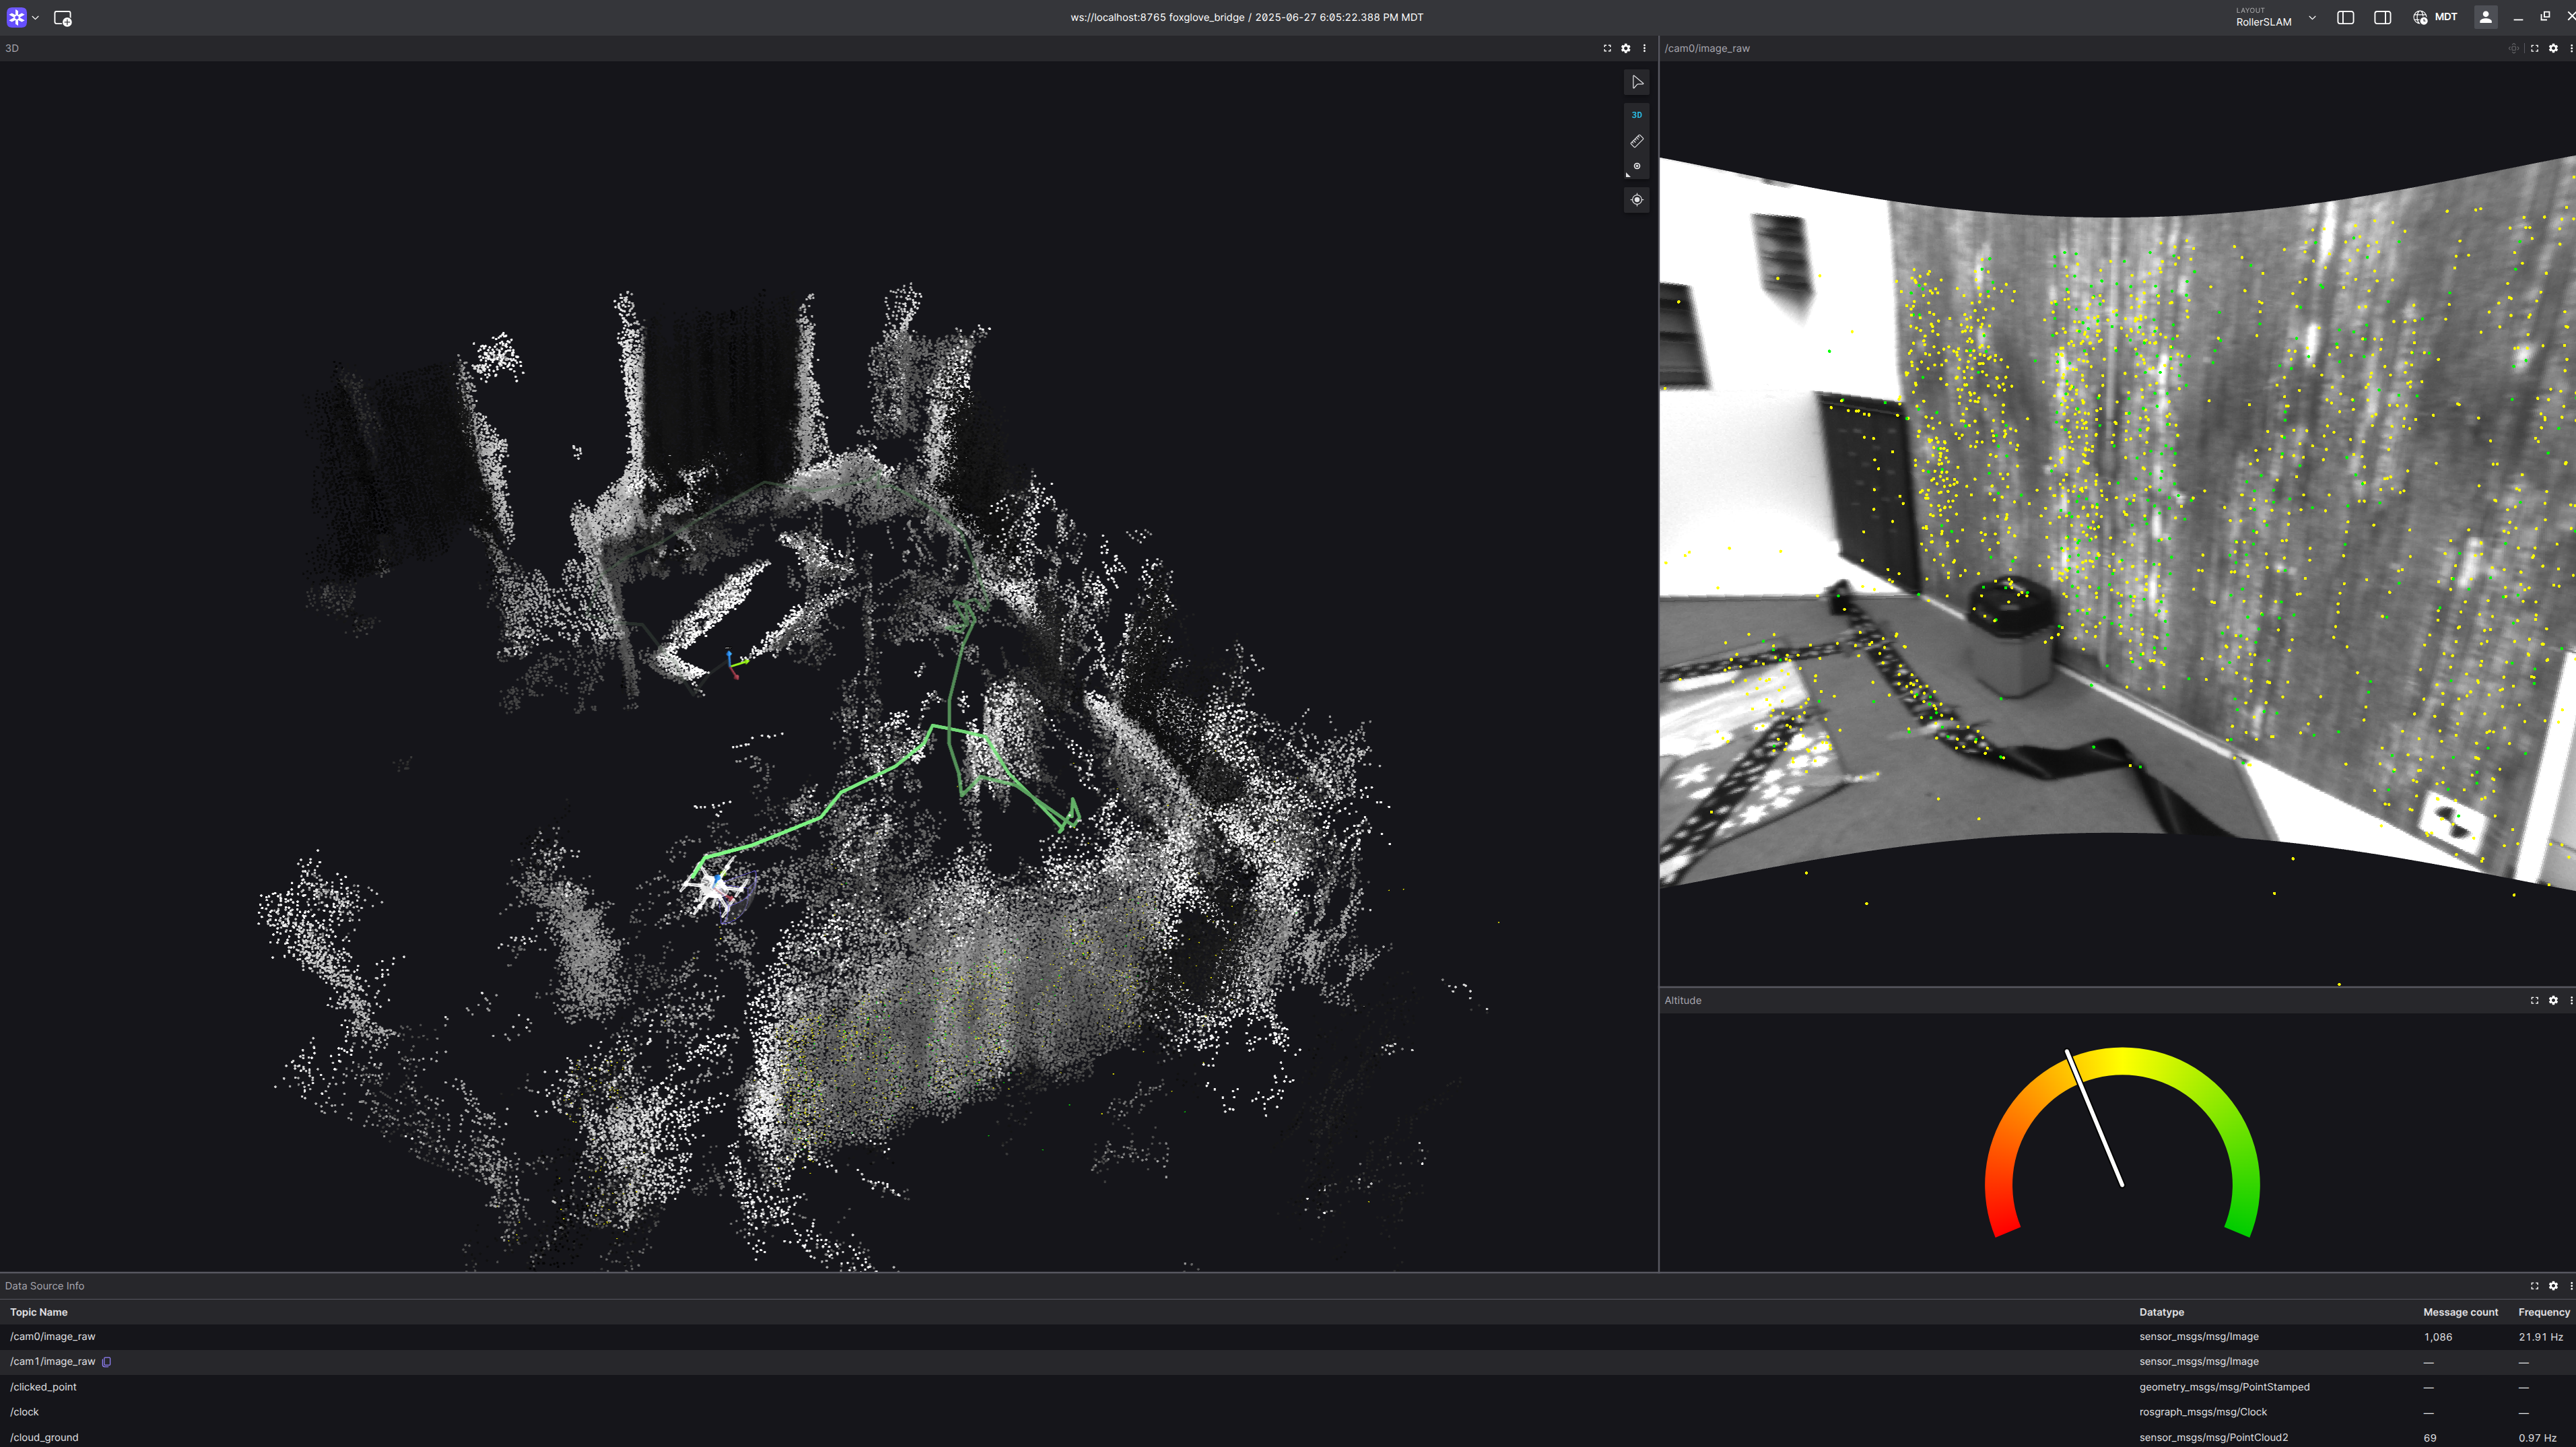 ws://localhost:8765 foxglove_bridge / 2025-06-27 6:05:22.388 PM MDT
LAYOUT
RollerSLAM
MDT
3D
3D
/cam0/image_raw
Altitude
Data Source Info
Topic Name Datatype Message count Frequency
/cam0/image_raw sensor_msgs/msg/Image 1,086 21.91 Hz
/cam1/image_raw sensor_msgs/msg/Image — —
/clicked_point geometry_msgs/msg/PointStamped — —
/clock rosgraph_msgs/msg/Clock — —
/cloud_ground sensor_msgs/msg/PointCloud2 69 0.97 Hz